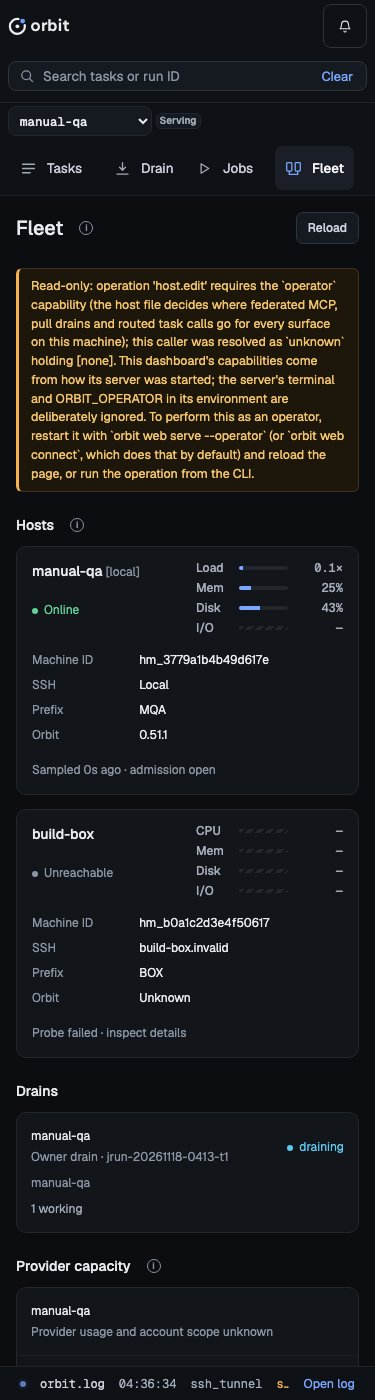 orbit
Search tasks or run ID Clear
manual-qa Serving
Tasks Drain Jobs Fleet
Fleet Reload
Read-only: operation 'host.edit' requires the `operator`
capability (the host file decides where federated MCP,
pull drains and routed task calls go for every surface
on this machine); this caller was resolved as `unknown`
holding [none]. This dashboard's capabilities come
from how its server was started; the server's terminal
and ORBIT_OPERATOR in its environment are
deliberately ignored. To perform this as an operator,
restart it with `orbit web serve --operator` (or `orbit web
connect`, which does that by default) and reload the
page, or run the operation from the CLI.
Hosts
manual-qa [local]
Online
Load 0.1×
Mem 25%
Disk 43%
I/O –
Machine ID hm_3779a1b4b49d617e
SSH Local
Prefix MQA
Orbit 0.51.1
Sampled 0s ago · admission open
build-box
Unreachable
CPU –
Mem –
Disk –
I/O –
Machine ID hm_b0a1c2d3e4f50617
SSH build-box.invalid
Prefix BOX
Orbit Unknown
Probe failed · inspect details
Drains
manual-qa
draining
Owner drain · jrun-20261118-0413-t1
manual-qa
1 working
Provider capacity
manual-qa
Provider usage and account scope unknown
orbit.log 04:36:34 ssh_tunnel s… Open log